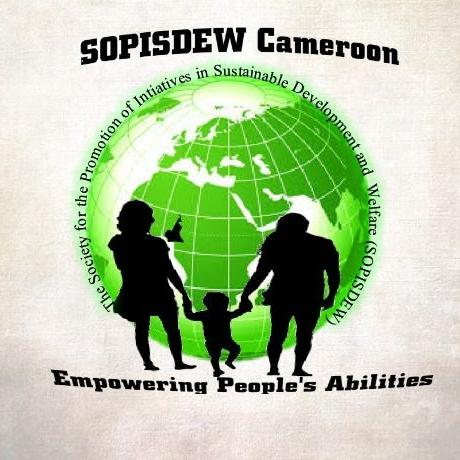 SOPISDEW Cameroon
The Society for the Promotion of Intiatives in Sustainable Development and Welfare (SOPISDEW)
Empowering People's Abilities